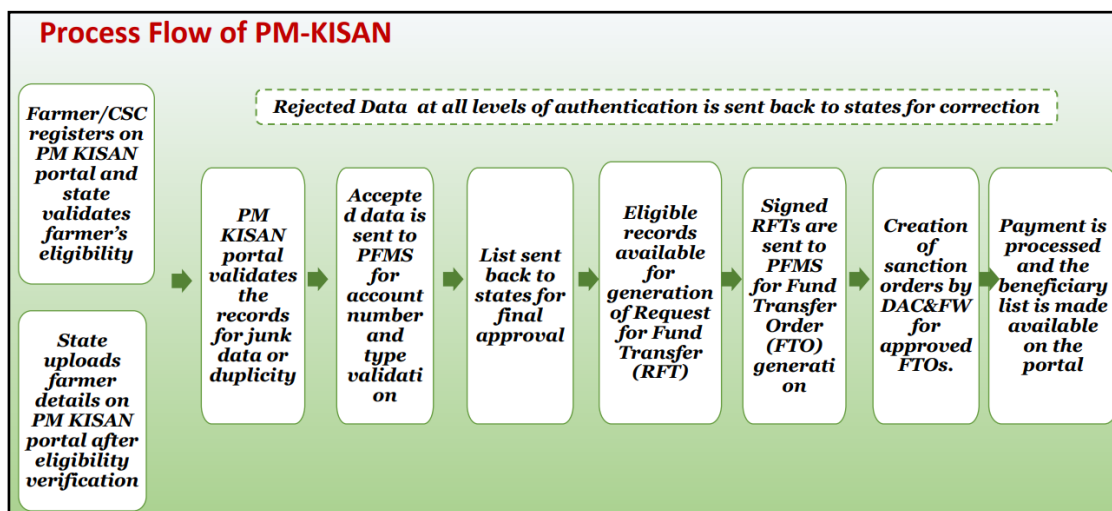 Process Flow of PM-KISAN
Rejected Data at all levels of authentication is sent back to states for correction
Farmer/CSC
registers on
PM KISAN
portal and
state
validates
farmer's
eligibility
State
uploads
farmer
details on
PM KISAN
portal after
eligibility
verification
PM
KISAN
portal
validates
the
records
for junk
data or
duplicity
Accepte
d data is
sent to
PFMS
for
account
number
and
type
validati
on
List sent
back to
states for
final
approval
Eligible
records
available
for
generation
of Request
for Fund
Transfer
(RFT)
Signed
RFTs are
sent to
PFMS
for Fund
Transfer
Order
(FTO)
generati
on
Creation
of
sanction
orders by
DAC&FW
for
approved
FTOs.
Payment is
processed
and the
beneficiary
list is made
available
on the
portal